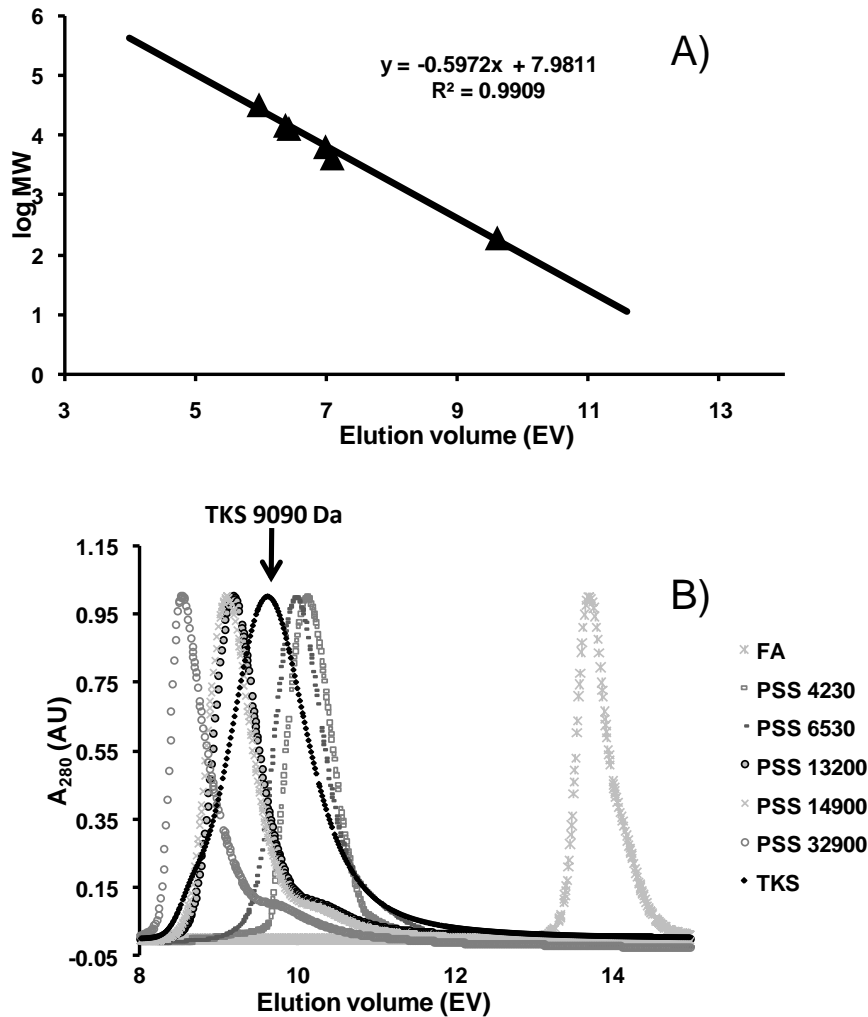 A)
y = -0.5972x + 7.9811
R² = 0.9909
log MW
6
5
4
3
2
1
0
3 5 7 9 11 13
Elution volume (EV)
TKS 9090 Da
B)
A280 (AU)
1.15
0.95
0.75
0.55
0.35
0.15
-0.05
8 10 12 14
Elution volume (EV)
FA
PSS 4230
PSS 6530
PSS 13200
PSS 14900
PSS 32900
TKS